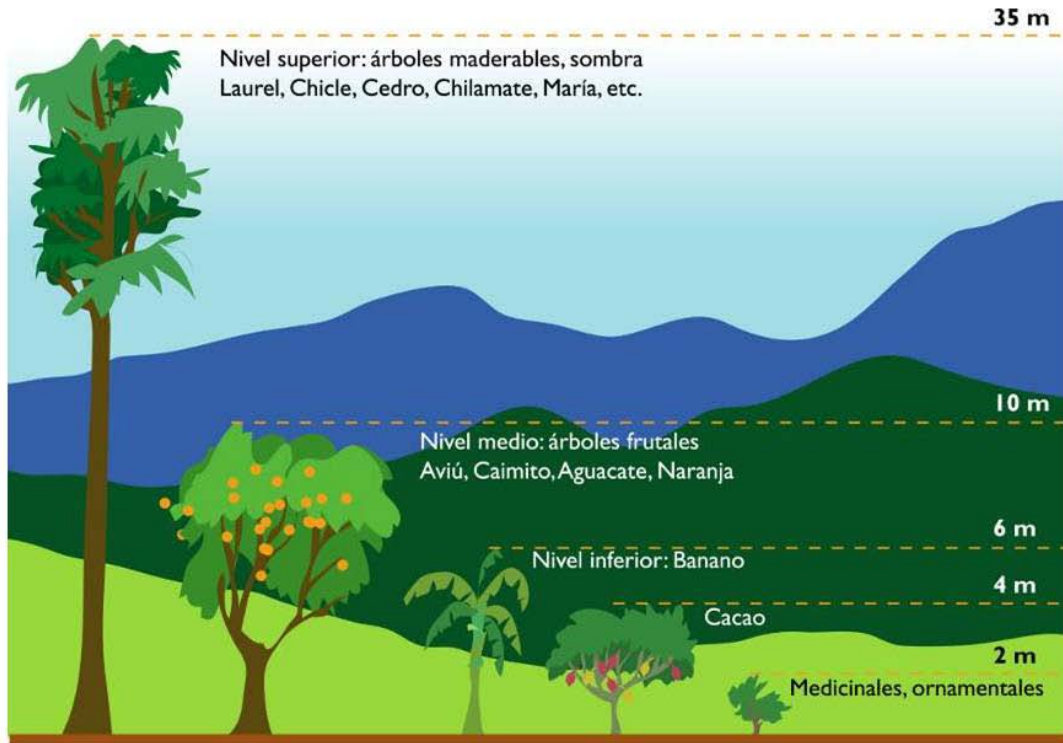 35 m
Nivel superior: árboles maderables, sombra
Laurel, Chicle, Cedro, Chilamate, María, etc.
10 m
Nivel medio: árboles frutales
Aviú, Caimito, Aguacate, Naranja
6 m
Nivel inferior: Banano
4 m
Cacao
2 m
Medicinales, ornamentales